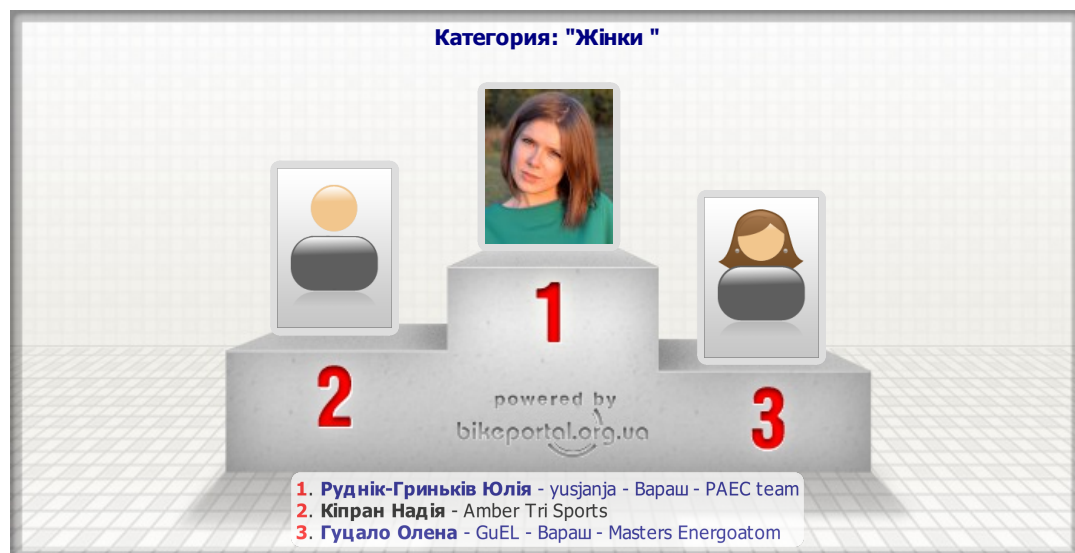 Категория: "Жінки "
1
2
3
powered by
bikeportal.org.ua
1. Руднік-Гриньків Юлія - yusjanja - Вараш - РАЕС team
2. Кіпран Надія - Amber Tri Sports
3. Гуцало Олена - GuEL - Вараш - Masters Energoatom